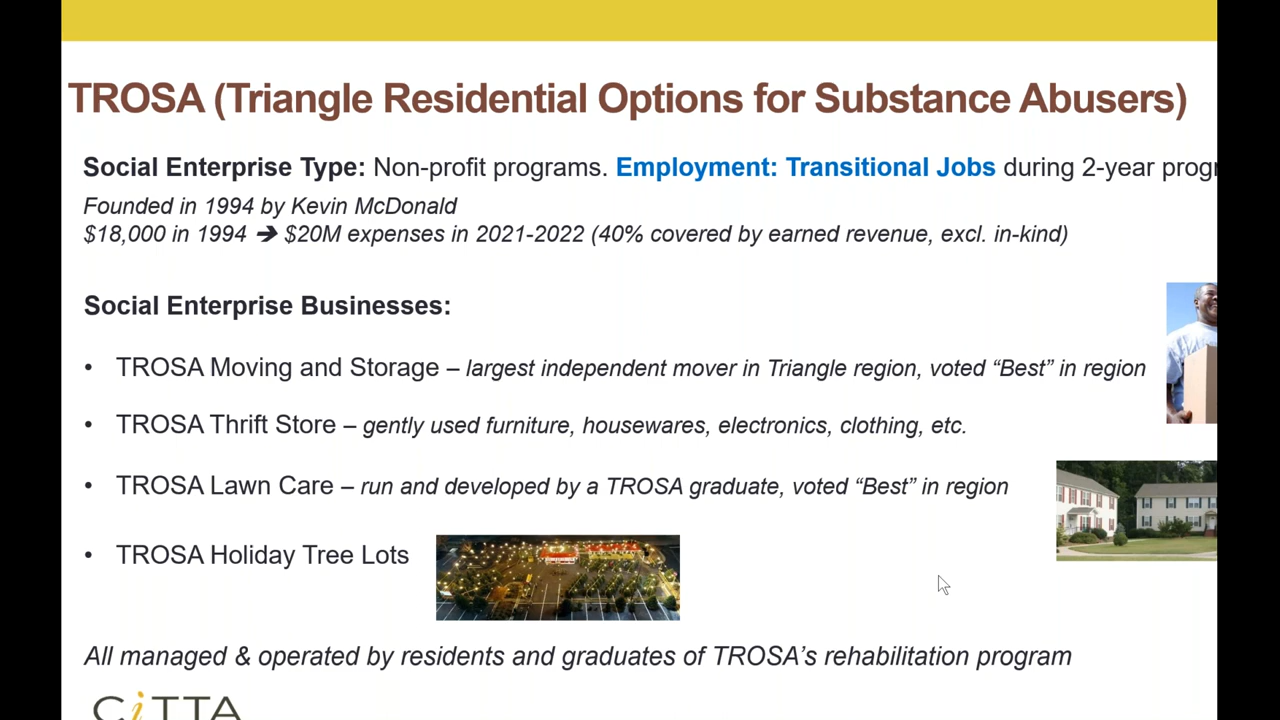 TROSA (Triangle Residential Options for Substance Abusers)
Social Enterprise Type: Non-profit programs. Employment: Transitional Jobs during 2-year
Founded in 1994 by Kevin McDonald
$18,000 in 1994 ➔ $20M expenses in 2021-2022 (40% covered by earned revenue, excl. in-kind)
Social Enterprise Businesses:
• TROSA Moving and Storage – largest independent mover in Triangle region, voted “Best” in region
• TROSA Thrift Store – gently used furniture, housewares, electronics, clothing, etc.
• TROSA Lawn Care – run and developed by a TROSA graduate, voted “Best” in region
• TROSA Holiday Tree Lots
All managed & operated by residents and graduates of TROSA’s rehabilitation program
CiTTA